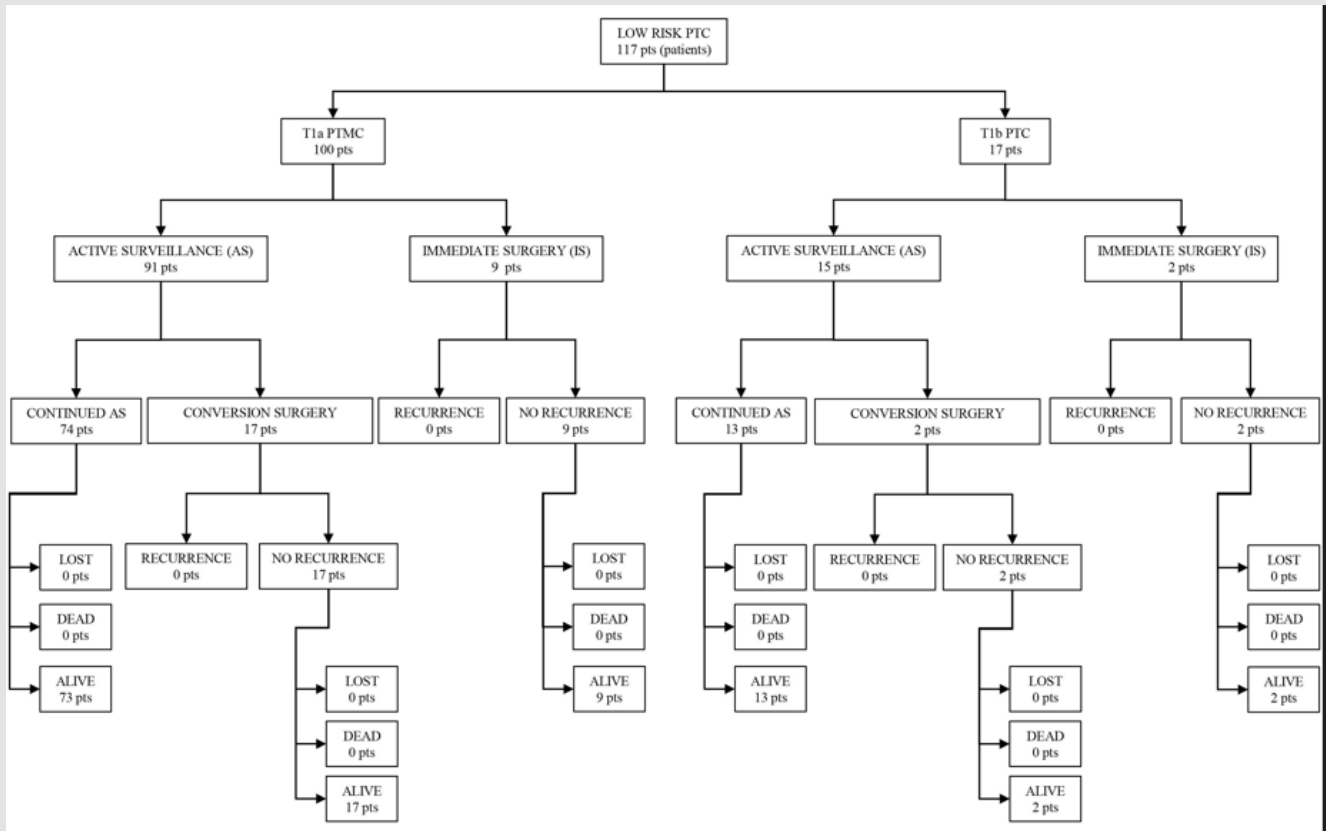 LOW RISK PTC
117 pts (patients)
T1a PTMC
100 pts
T1b PTC
17 pts
ACTIVE SURVEILLANCE (AS)
91 pts
IMMEDIATE SURGERY (IS)
9 pts
ACTIVE SURVEILLANCE (AS)
15 pts
IMMEDIATE SURGERY (IS)
2 pts
CONTINUED AS
74 pts
CONVERSION SURGERY
17 pts
RECURRENCE
0 pts
NO RECURRENCE
9 pts
CONTINUED AS
13 pts
CONVERSION SURGERY
2 pts
RECURRENCE
0 pts
NO RECURRENCE
2 pts
LOST
0 pts
RECURRENCE
0 pts
NO RECURRENCE
17 pts
LOST
0 pts
LOST
0 pts
RECURRENCE
0 pts
NO RECURRENCE
2 pts
LOST
0 pts
DEAD
0 pts
DEAD
0 pts
DEAD
0 pts
DEAD
0 pts
ALIVE
73 pts
LOST
0 pts
ALIVE
9 pts
ALIVE
13 pts
LOST
0 pts
ALIVE
2 pts
DEAD
0 pts
DEAD
0 pts
ALIVE
17 pts
ALIVE
2 pts